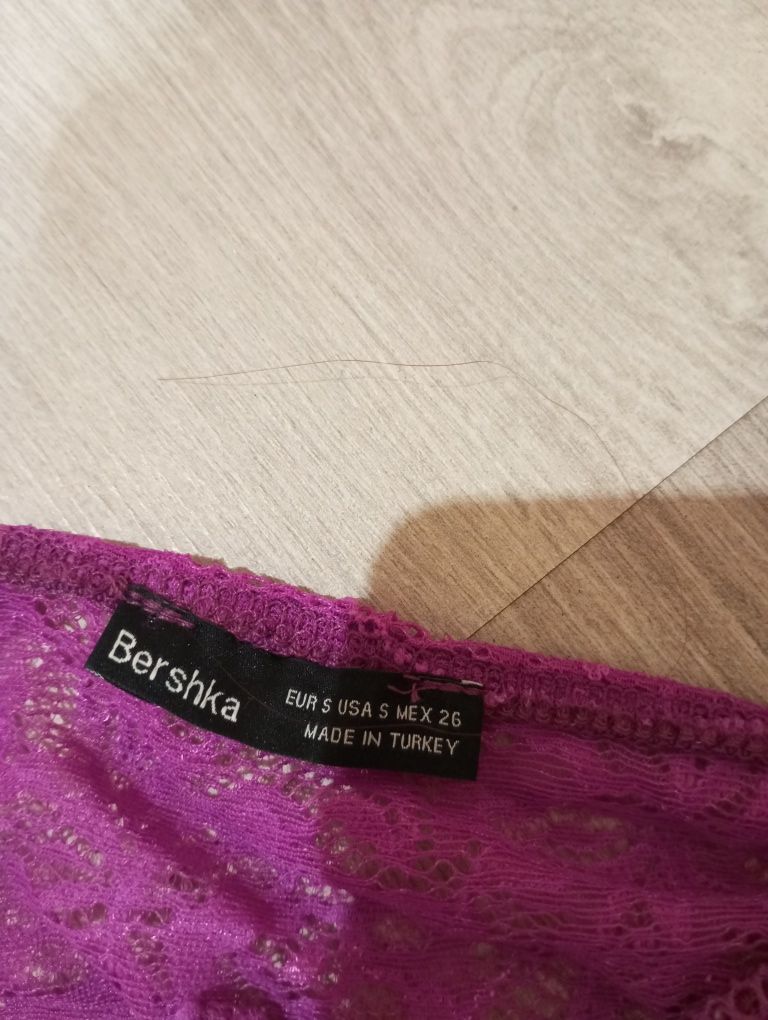 Bershka
EUR S USA S MEX 26
MADE IN TURKEY